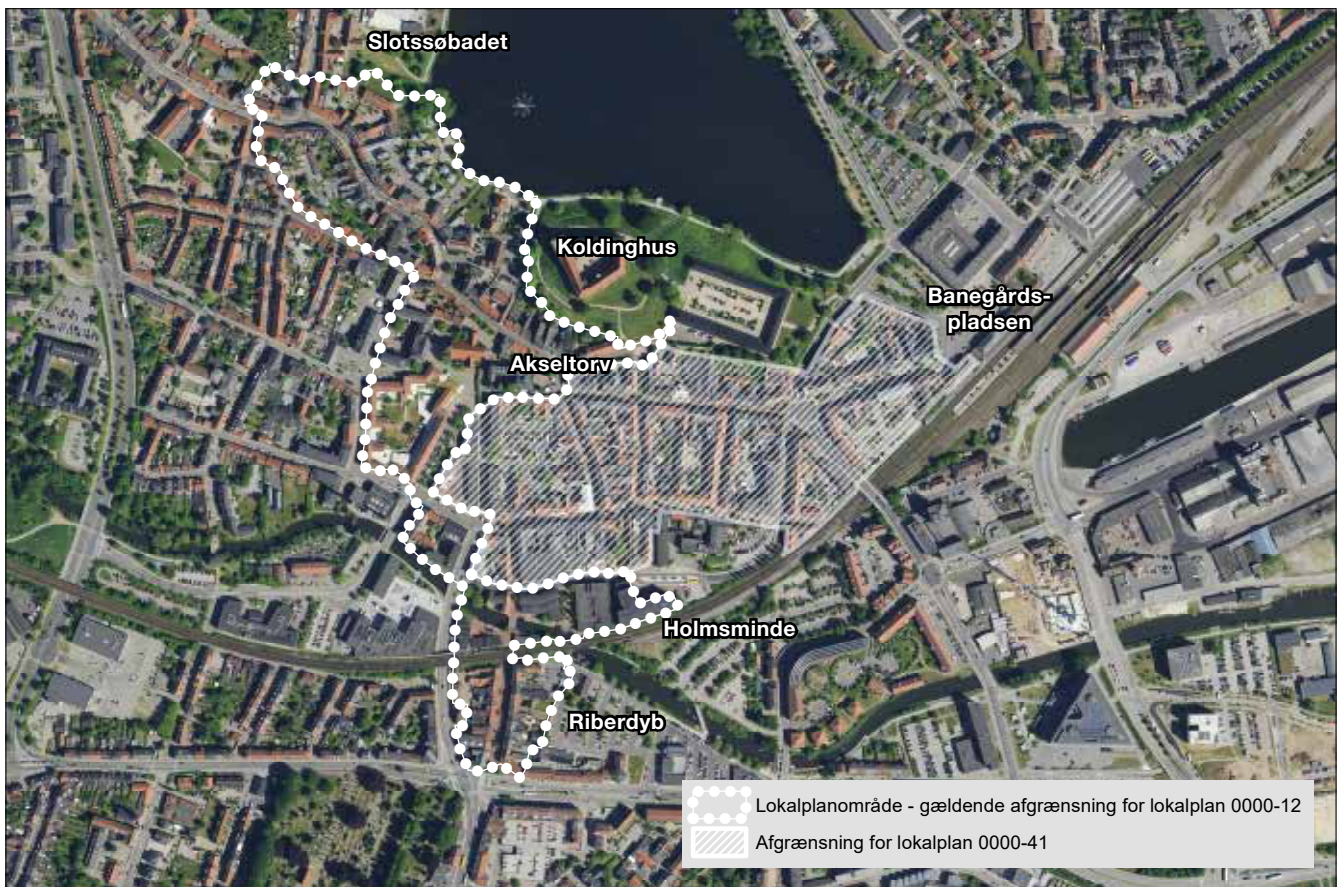 Slotssøbadet
Koldinghus
Banegårds-
pladsen
Akseltorv
Holmsminde
Riberdyb
Lokalplanområde - gældende afgrænsning for lokalplan 0000-12
Afgrænsning for lokalplan 0000-41